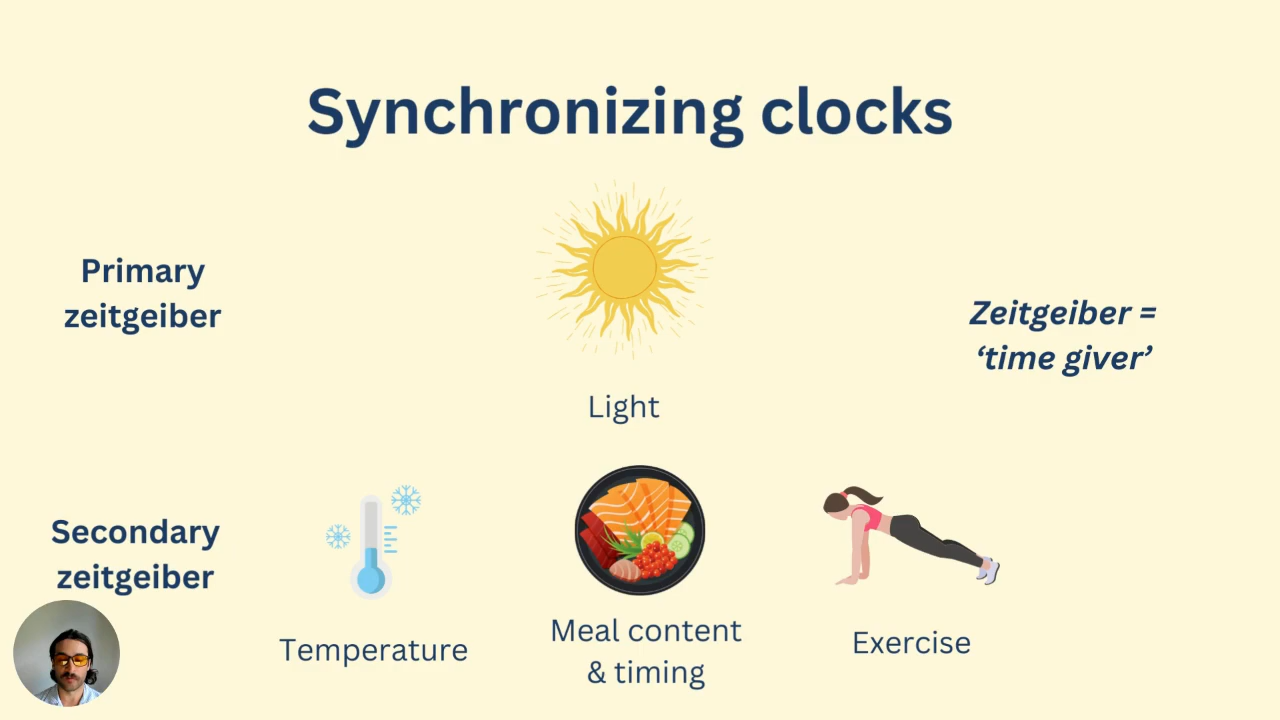 Synchronizing clocks
Primary
zeitgeiber
Zeitgeiber =
‘time giver’
Light
Secondary
zeitgeiber
Temperature
Meal content
& timing
Exercise